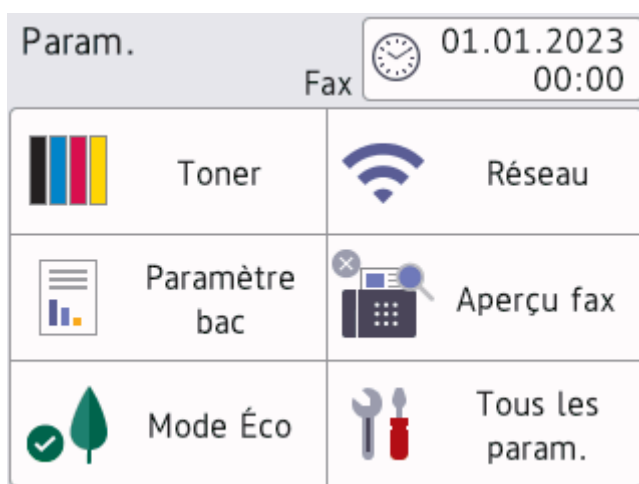 Param.
Fax
01.01.2023
00:00
Toner
Réseau
Paramètre
bac
Aperçu fax
Mode Éco
Tous les
param.